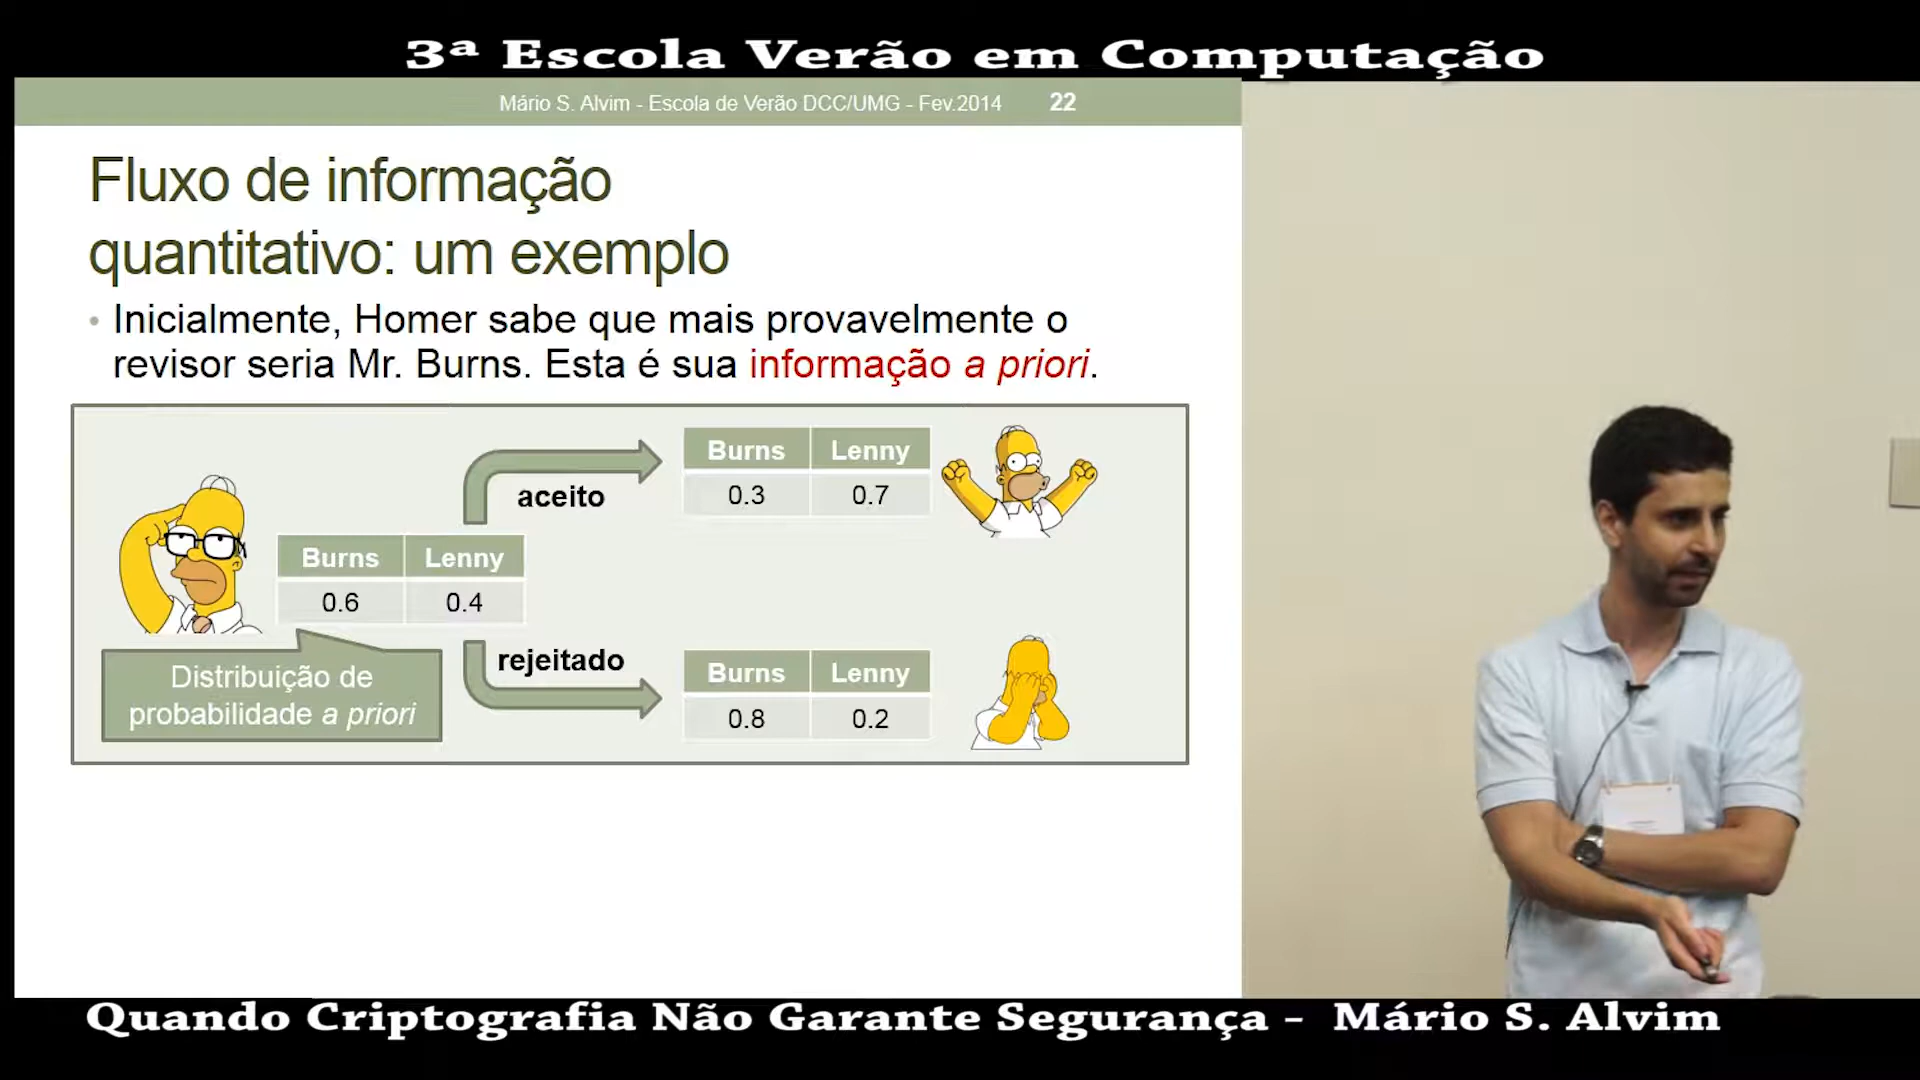 3ª Escola Verão em Computação
Mário S. Alvim - Escola de Verão DCC/UMG - Fev.2014 22
Fluxo de informação
quantitativo: um exemplo
• Inicialmente, Homer sabe que mais provavelmente o
revisor seria Mr. Burns. Esta é sua informação a priori.
Burns Lenny
0.3 0.7
aceito
Burns Lenny
0.6 0.4
rejeitado
Burns Lenny
0.8 0.2
Distribuição de
probabilidade a priori
Quando Criptografia Não Garante Segurança - Mário S. Alvim